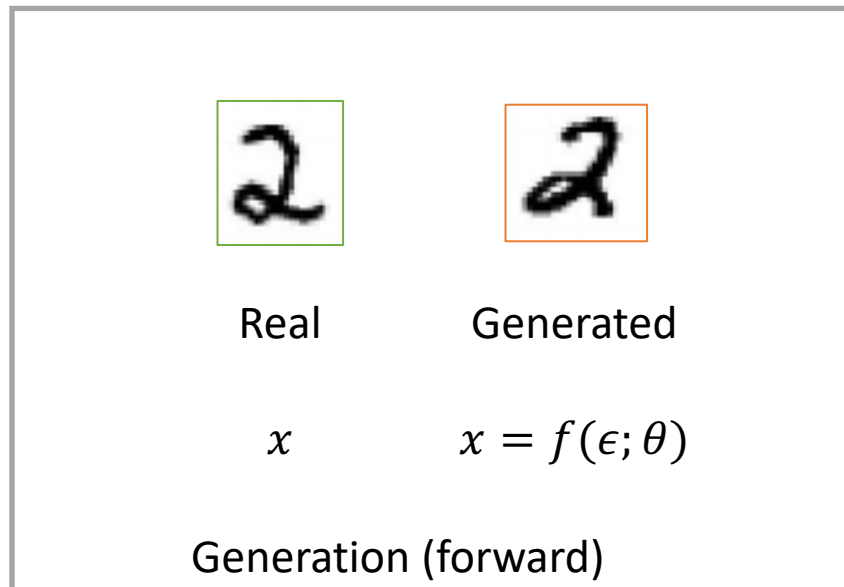 2 2
Real Generated
x x = f(ϵ; θ)
Generation (forward)